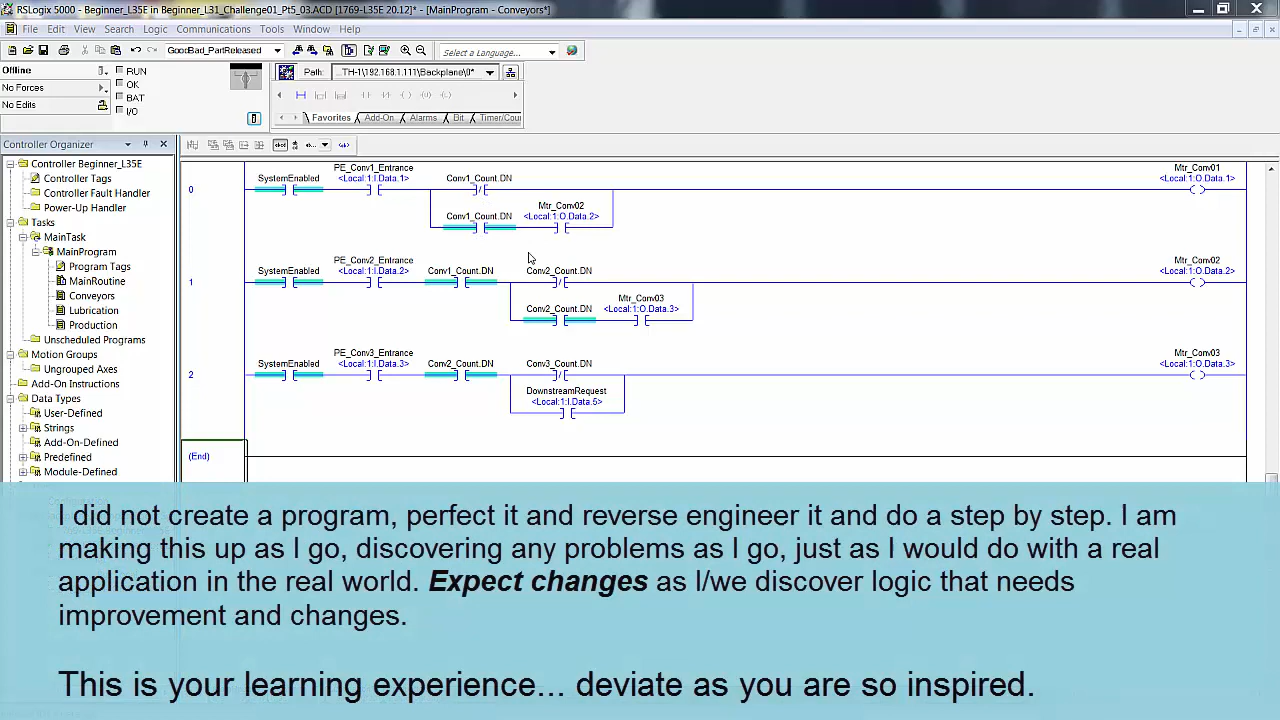 RSLogix 5000 - Beginner_L35E in Beginner_L31_Challenge01_Pt5_03.ACD [1769-L35E 20.12]* - [MainProgram - Conveyors*]
File Edit View Search Logic Communications Tools Window Help
GoodBad_PartReleased
Select a Language...
Offline
RUN
No Forces
OK
No Edits
BAT
I/O
Path: ...TH-1\192.168.1.111\Backplane\0*
Favorites Add-On Alarms Bit Timer/Cou
Controller Organizer
Controller Beginner_L35E
Controller Tags
Controller Fault Handler
Power-Up Handler
Tasks
MainTask
MainProgram
Program Tags
MainRoutine
Conveyors
Lubrication
Production
Unscheduled Programs
Motion Groups
Ungrouped Axes
Add-On Instructions
Data Types
User-Defined
Strings
Add-On-Defined
Predefined
Module-Defined
0
SystemEnabled
PE_Conv1_Entrance
<Local:1:I.Data.1>
Conv1_Count.DN
Mtr_Conv01
<Local:1:O.Data.1>
Conv1_Count.DN
Mtr_Conv02
<Local:1:O.Data.2>
1
SystemEnabled
PE_Conv2_Entrance
<Local:1:I.Data.2>
Conv1_Count.DN
Conv2_Count.DN
Mtr_Conv02
<Local:1:O.Data.2>
Conv2_Count.DN
Mtr_Conv03
<Local:1:O.Data.3>
2
SystemEnabled
PE_Conv3_Entrance
<Local:1:I.Data.3>
Conv2_Count.DN
Conv3_Count.DN
Mtr_Conv03
<Local:1:O.Data.3>
DownstreamRequest
<Local:1:I.Data.5>
(End)
I did not create a program, perfect it and reverse engineer it and do a step by step. I am
making this up as I go, discovering any problems as I go, just as I would do with a real
application in the real world. Expect changes as I/we discover logic that needs
improvement and changes.
This is your learning experience... deviate as you are so inspired.